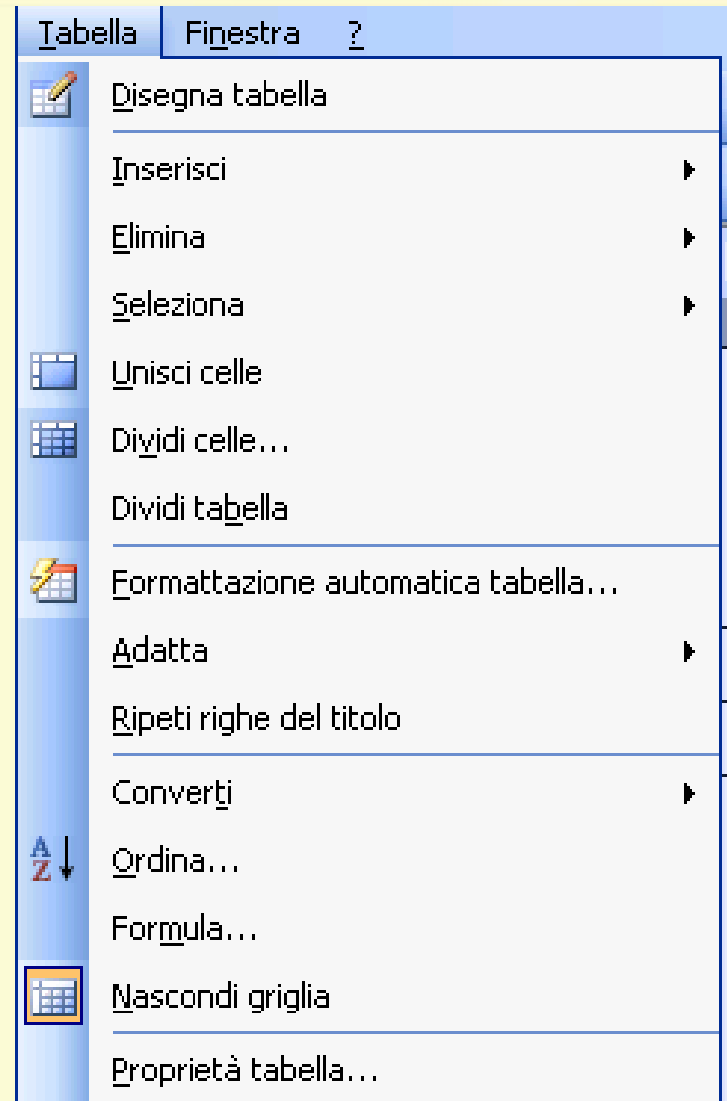 Tabella Finestra ?
Disegna tabella
Inserisci
Elimina
Seleziona
Unisci celle
Dividi celle...
Dividi tabella
Formattazione automatica tabella...
Adatta
Ripeti righe del titolo
Converti
A
Z
Ordina...
Formula...
Nascondi griglia
Proprietà tabella...